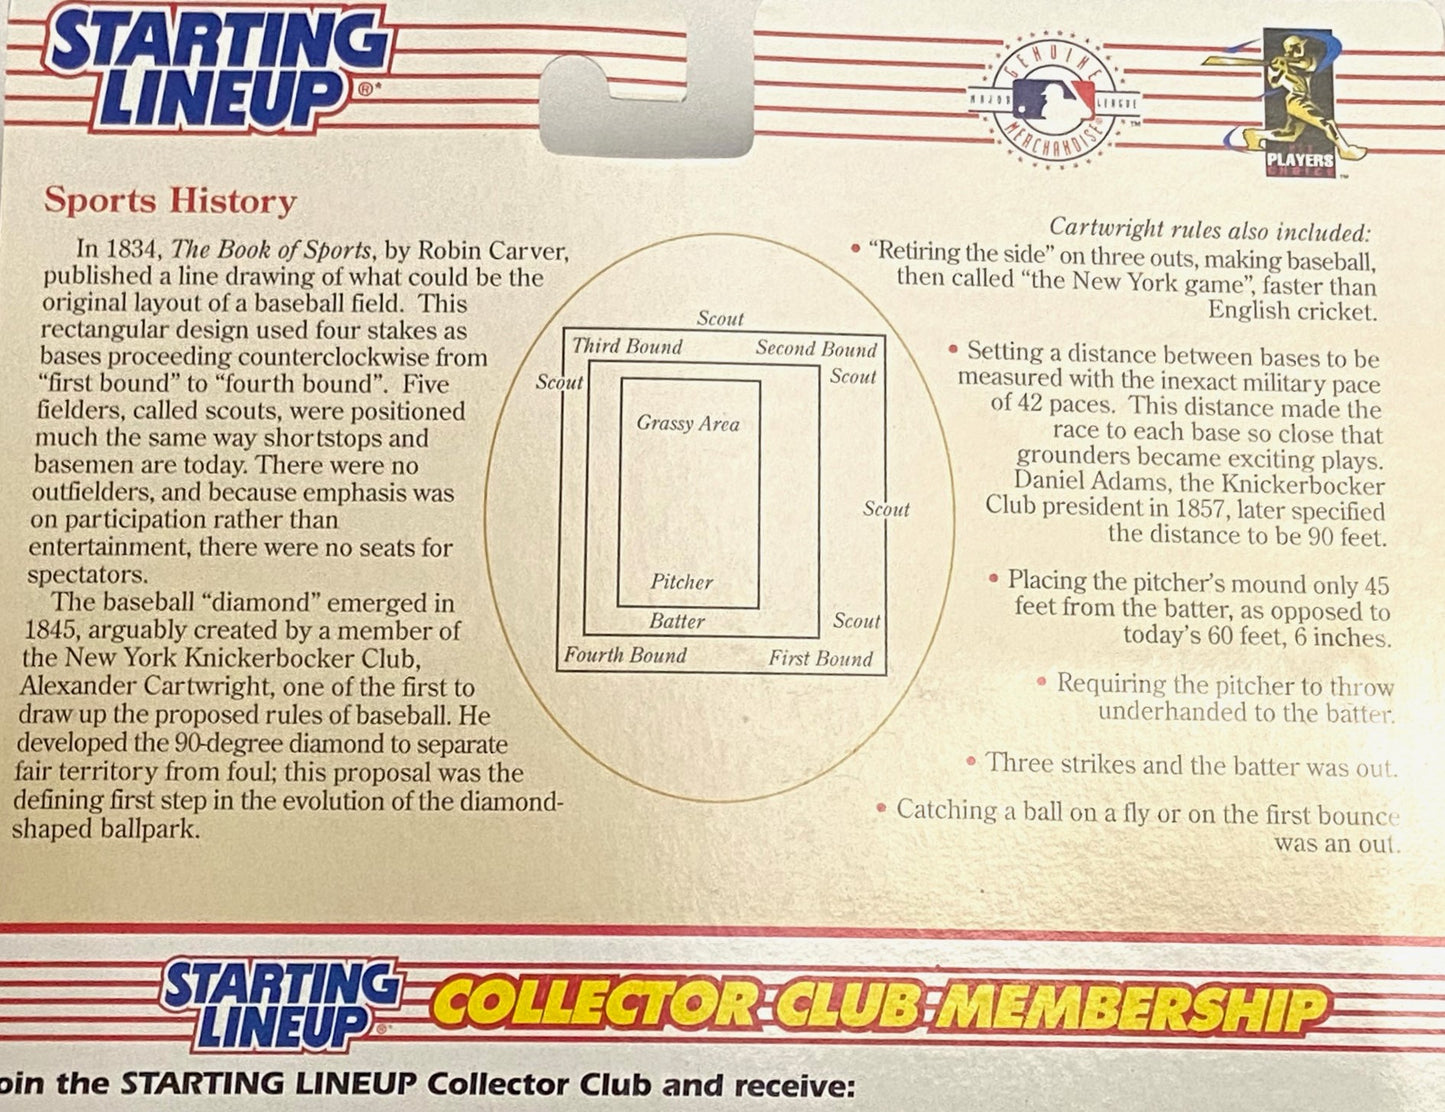 STARTING
LINEUP®*
GENUINE
MAJOR LEAGUE
MERCHANDISE™
PLAYERS
CHOICE™
Sports History
In 1834, The Book of Sports, by Robin Carver,
published a line drawing of what could be the
original layout of a baseball field. This
rectangular design used four stakes as
bases proceeding counterclockwise from
“first bound” to “fourth bound”. Five
fielders, called scouts, were positioned
much the same way shortstops and
basemen are today. There were no
outfielders, and because emphasis was
on participation rather than
entertainment, there were no seats for
spectators.
The baseball “diamond” emerged in
1845, arguably created by a member of
the New York Knickerbocker Club,
Alexander Cartwright, one of the first to
draw up the proposed rules of baseball. He
developed the 90-degree diamond to separate
fair territory from foul; this proposal was the
defining first step in the evolution of the diamond-
shaped ballpark.
Scout
Third Bound Second Bound
Scout Scout
Grassy Area
Scout
Pitcher
Batter Scout
Fourth Bound First Bound
Cartwright rules also included:
• “Retiring the side” on three outs, making baseball,
then called “the New York game”, faster than
English cricket.
• Setting a distance between bases to be
measured with the inexact military pace
of 42 paces. This distance made the
race to each base so close that
grounders became exciting plays.
Daniel Adams, the Knickerbocker
Club president in 1857, later specified
the distance to be 90 feet.
• Placing the pitcher’s mound only 45
feet from the batter, as opposed to
today’s 60 feet, 6 inches.
• Requiring the pitcher to throw
underhanded to the batter.
• Three strikes and the batter was out.
• Catching a ball on a fly or on the first bounce
was an out.
STARTING
LINEUP®*
COLLECTOR CLUB MEMBERSHIP
oin the STARTING LINEUP Collector Club and receive: